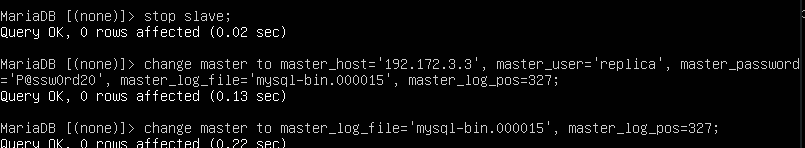 MariaDB [(none)]> stop slave;
Query OK, 0 rows affected (0.02 sec)
MariaDB [(none)]> change master to master_host='192.172.3.3', master_user='replica', master_password
='P@ssw0rd20', master_log_file='mysql-bin.000015', master_log_pos=327;
Query OK, 0 rows affected (0.13 sec)
MariaDB [(none)]> change master to master_log_file='mysql-bin.000015', master_log_pos=327;
Query OK, 0 rows affected (0.22 sec)